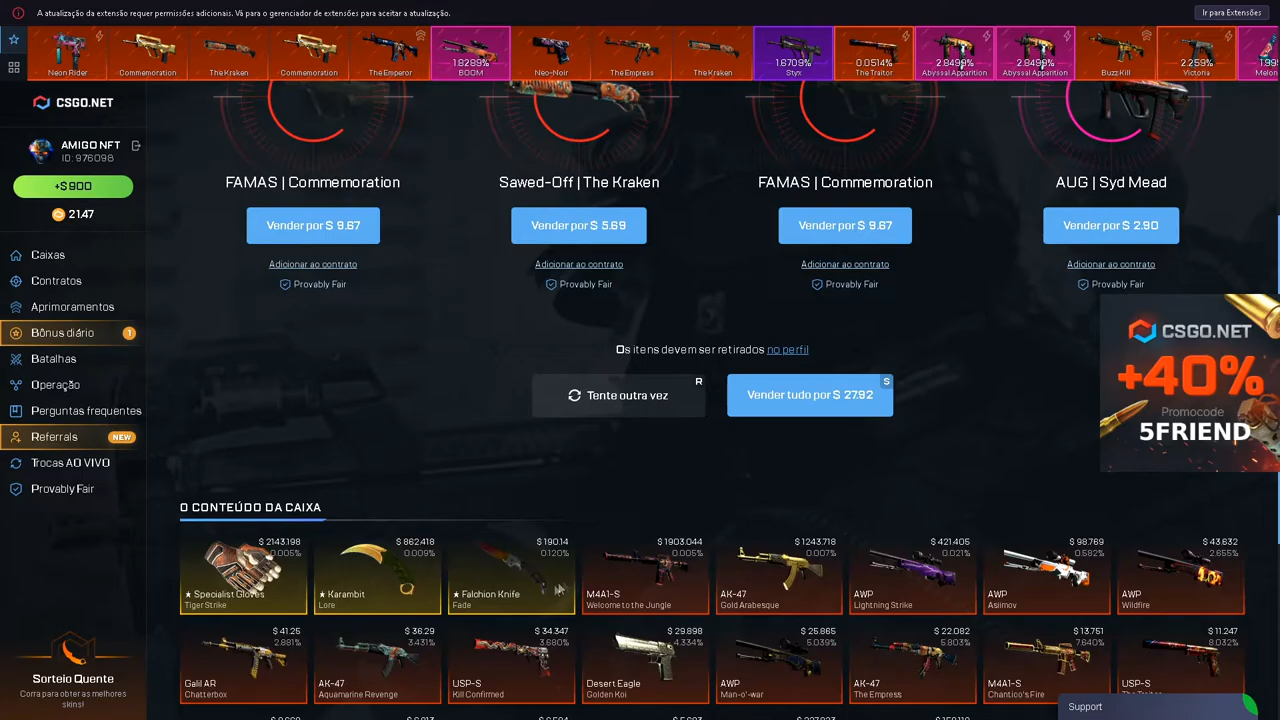 A atualização da extensão requer permissões adicionais. Vá para o gerenciador de extensões para aceitar a atualização.
Ir para Extensões
Neon Rider
Commemoration
The Kraken
Commemoration
The Emperor
1.8289%
BOOM
Neo-Noir
The Empress
The Kraken
1.8709%
Styx
0.0514%
The Traitor
2.8498%
Abyssal Apparition
2.8498%
Abyssal Apparition
Buzz Kill
2.259%
Victoria
Melon
CSGO.NET
AMIGO NFT
ID: 976098
+$ 900
21.47
Caixas
Contratos
Aprimoramentos
Bônus diário 1
Batalhas
Operação
Perguntas frequentes
Referrals NEW
Trocas AO VIVO
Provably Fair
Sorteio Quente
Corra para obter as melhores
skins!
FAMAS | Commemoration
Vender por $ 9.67
Adicionar ao contrato
Provably Fair
Sawed-Off | The Kraken
Vender por $ 5.69
Adicionar ao contrato
Provably Fair
FAMAS | Commemoration
Vender por $ 9.67
Adicionar ao contrato
Provably Fair
AUG | Syd Mead
Vender por $ 2.90
Adicionar ao contrato
Provably Fair
Os itens devem ser retirados no perfil
Tente outra vez R
Vender tudo por $ 27.92 S
CSGO.NET
+40%
Promocode
5FRIEND
O CONTEÚDO DA CAIXA
$ 2143.198
0.005%
★ Specialist Gloves
Tiger Strike
$ 862.418
0.009%
★ Karambit
Lore
$ 190.14
0.120%
★ Falchion Knife
Fade
$ 1903.044
0.005%
M4A1-S
Welcome to the Jungle
$ 1243.718
0.007%
AK-47
Gold Arabesque
$ 421.405
0.021%
AWP
Lightning Strike
$ 98.769
0.582%
AWP
Asiimov
$ 43.632
2.655%
AWP
Wildfire
$ 41.25
2.881%
Galil AR
Chatterbox
$ 36.29
3.431%
AK-47
Aquamarine Revenge
$ 34.347
3.680%
USP-S
Kill Confirmed
$ 29.898
4.334%
Desert Eagle
Golden Koi
$ 25.865
5.039%
AWP
Man-o'-war
$ 22.082
5.803%
AK-47
The Empress
$ 13.751
7.640%
M4A1-S
Chantico's Fire
$ 11.247
8.032%
USP-S
Support